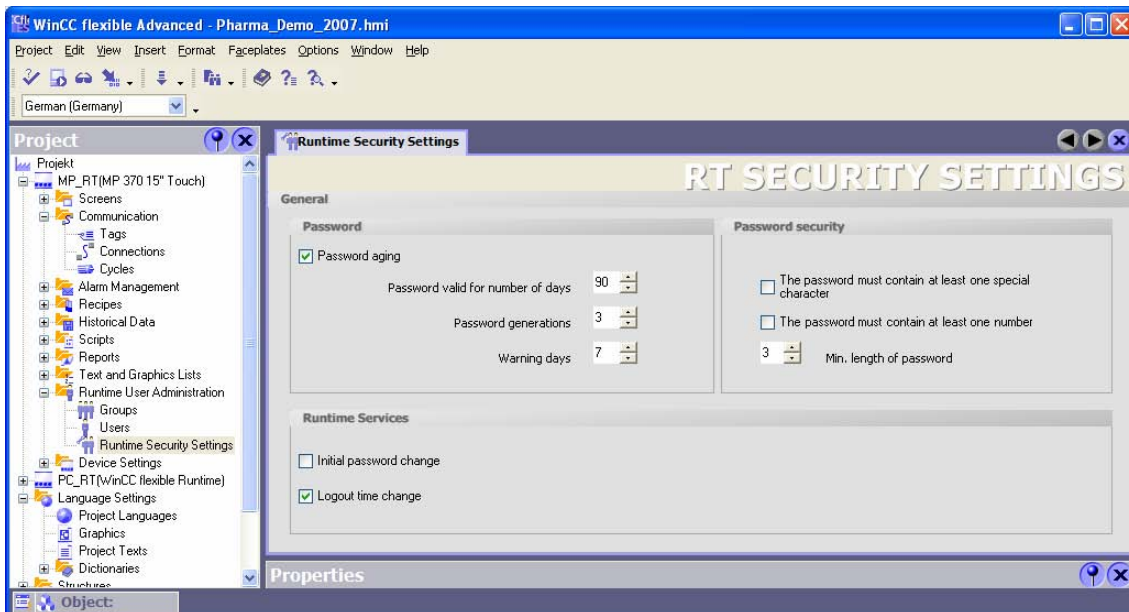 WinCC flexible Advanced - Pharma_Demo_2007.hmi
Project Edit View Insert Format Faceplates Options Window Help
German (Germany)
Project
Projekt
MP_RT(MP 370 15" Touch)
Screens
Communication
Tags
Connections
Cycles
Alarm Management
Recipes
Historical Data
Scripts
Reports
Text and Graphics Lists
Runtime User Administration
Groups
Users
Runtime Security Settings
Device Settings
PC_RT(WinCC flexible Runtime)
Language Settings
Project Languages
Graphics
Project Texts
Dictionaries
Structures
Object:
Runtime Security Settings
RT SECURITY SETTINGS
General
Password
Password aging
Password valid for number of days 90
Password generations 3
Warning days 7
Password security
The password must contain at least one special
character
The password must contain at least one number
3 Min. length of password
Runtime Services
Initial password change
Logout time change
Properties